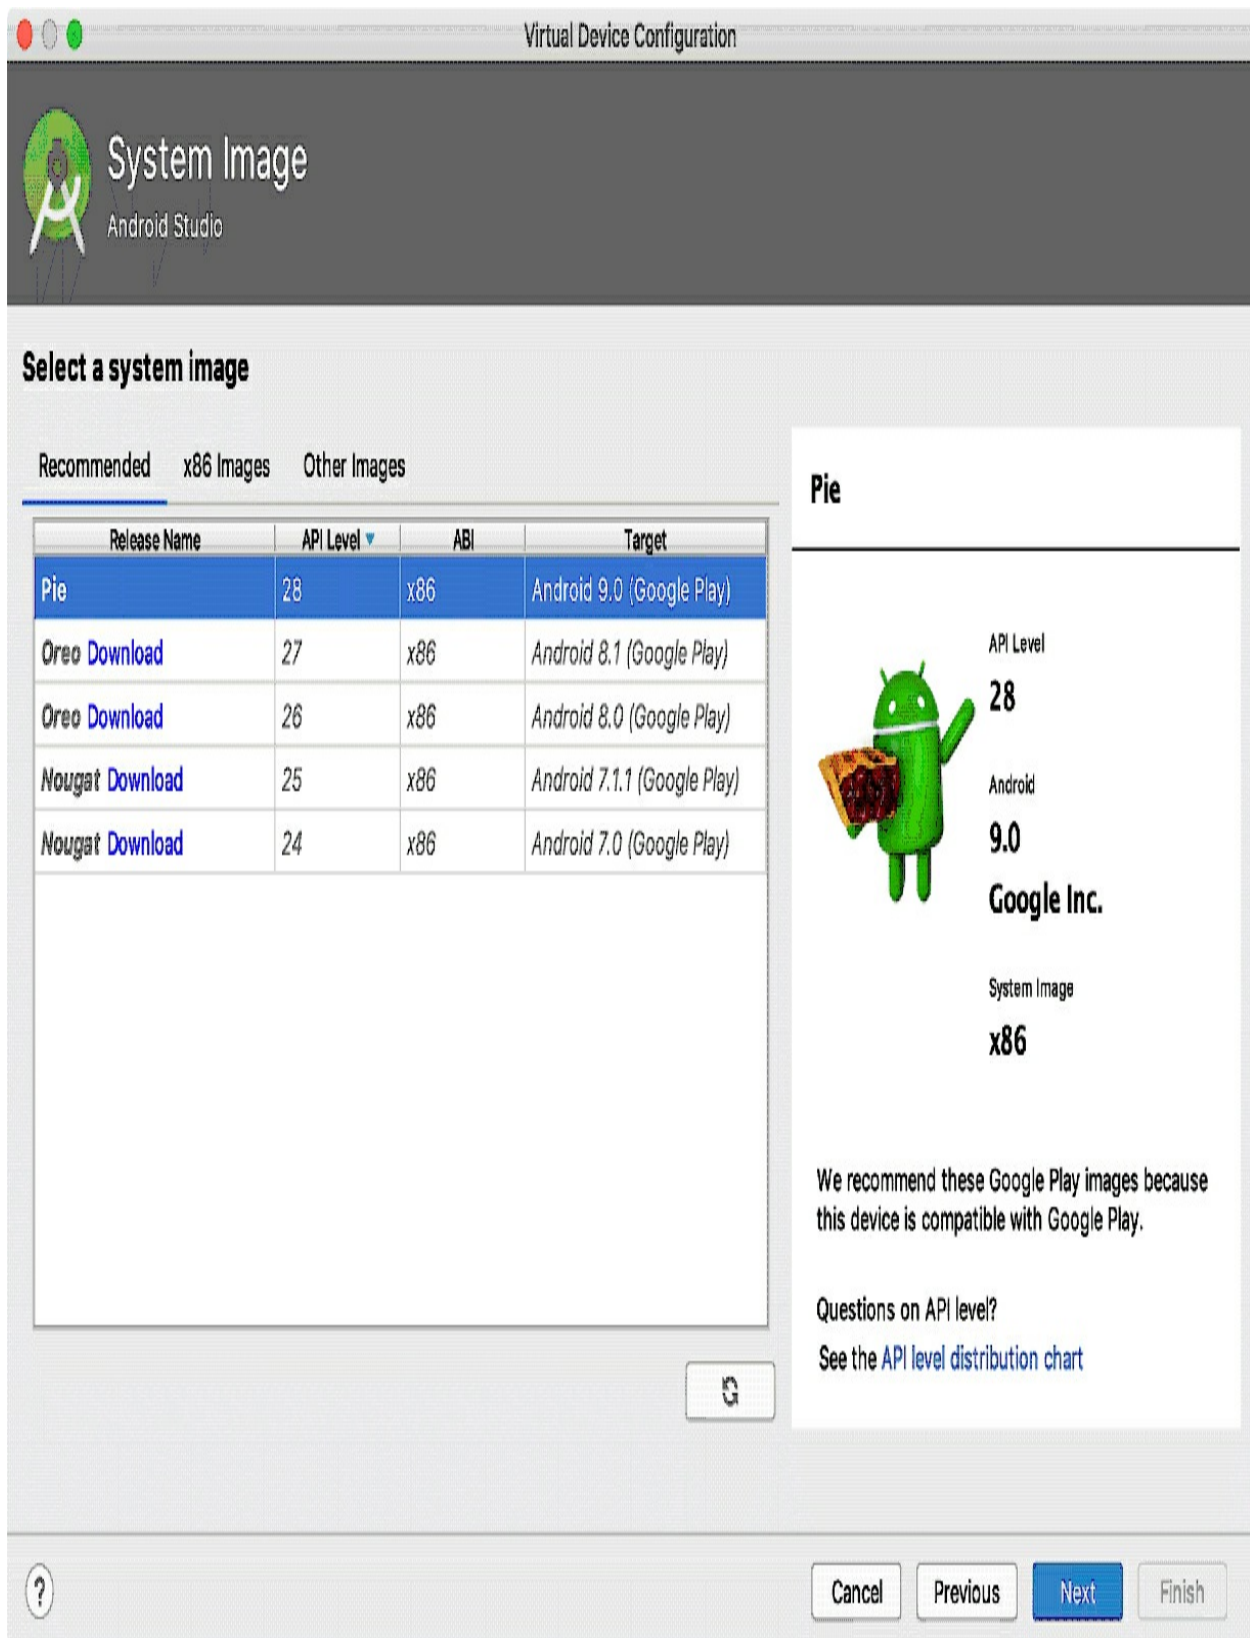 Virtual Device Configuration
System Image
Android Studio
Select a system image
Recommended x86 Images Other Images
Release Name API Level ABI Target
Pie 28 x86 Android 9.0 (Google Play)
Oreo Download 27 x86 Android 8.1 (Google Play)
Oreo Download 26 x86 Android 8.0 (Google Play)
Nougat Download 25 x86 Android 7.1.1 (Google Play)
Nougat Download 24 x86 Android 7.0 (Google Play)
Pie
API Level
28
Android
9.0
Google Inc.
System Image
x86
We recommend these Google Play images because
this device is compatible with Google Play.
Questions on API level?
See the API level distribution chart
? Cancel Previous Next Finish